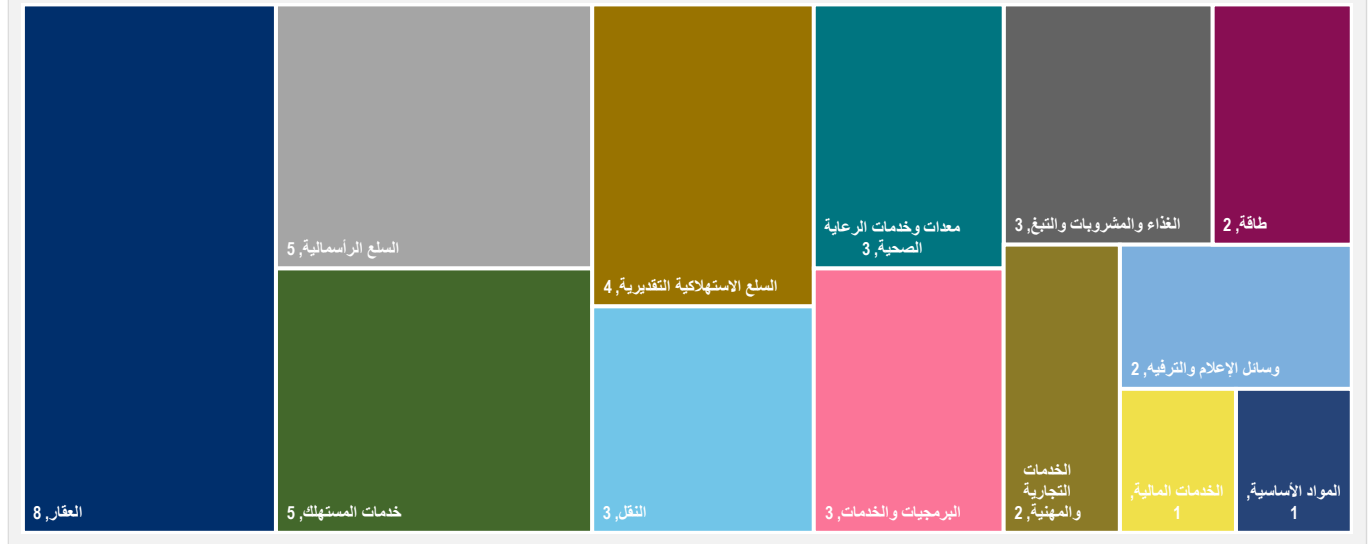 العقار, 8
السلع الرأسمالية, 5
خدمات المستهلك, 5
السلع الاستهلاكية التقديرية, 4
النقل, 3
معدات وخدمات الرعاية
الصحية, 3
البرمجيات والخدمات, 3
الغذاء والمشروبات والتبغ, 3
طاقة, 2
الخدمات
التجارية
والمهنية, 2
وسائل الإعلام والترفيه, 2
الخدمات المالية,
1
المواد الأساسية,
1